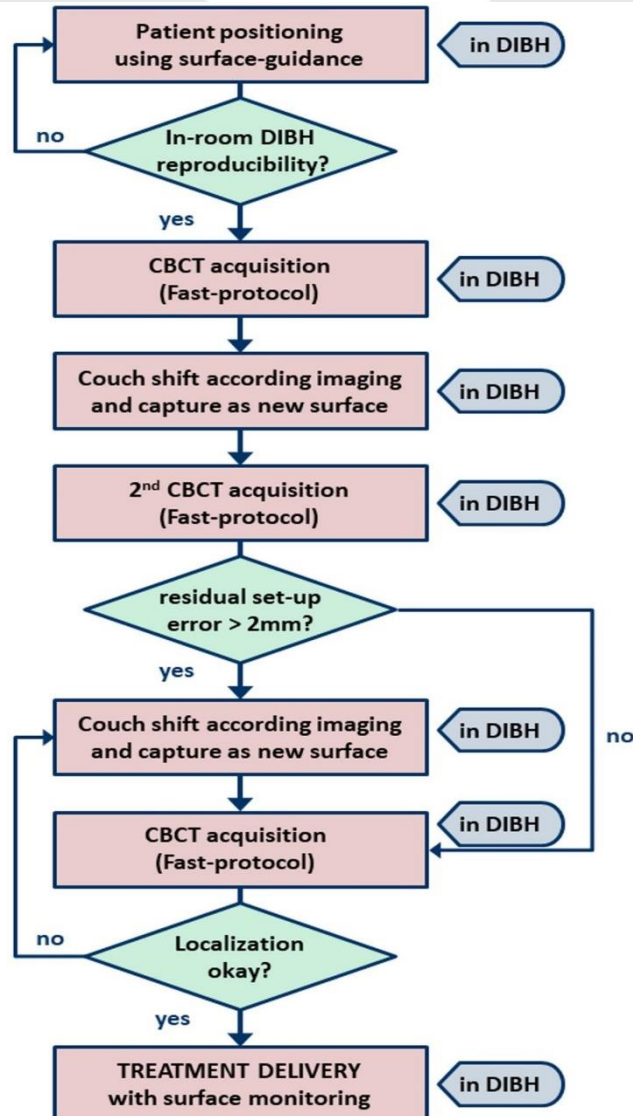 Patient positioning
using surface-guidance
in DIBH
no
In-room DIBH
reproducibility?
yes
CBCT acquisition
(Fast-protocol)
in DIBH
Couch shift according imaging
and capture as new surface
in DIBH
2nd CBCT acquisition
(Fast-protocol)
in DIBH
residual set-up
error > 2mm?
yes
Couch shift according imaging
and capture as new surface
in DIBH
no
CBCT acquisition
(Fast-protocol)
in DIBH
no
Localization
okay?
yes
TREATMENT DELIVERY
with surface monitoring
in DIBH